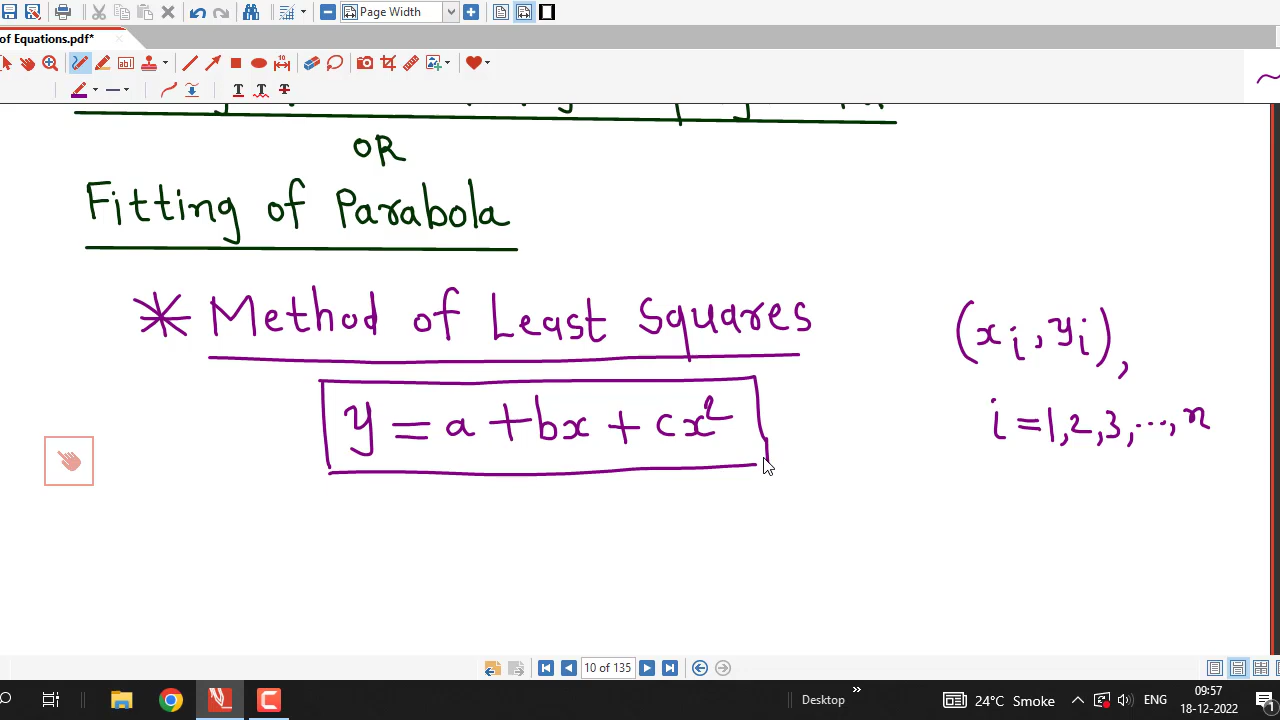 Page Width
of Equations.pdf*
OR
Fitting of Parabola
* Method of Least Squares
(xᵢ, yᵢ),
y = a + bx + cx²
i = 1, 2, 3, ..., n
10 of 135
Desktop
24°C Smoke
ENG
09:57
18-12-2022